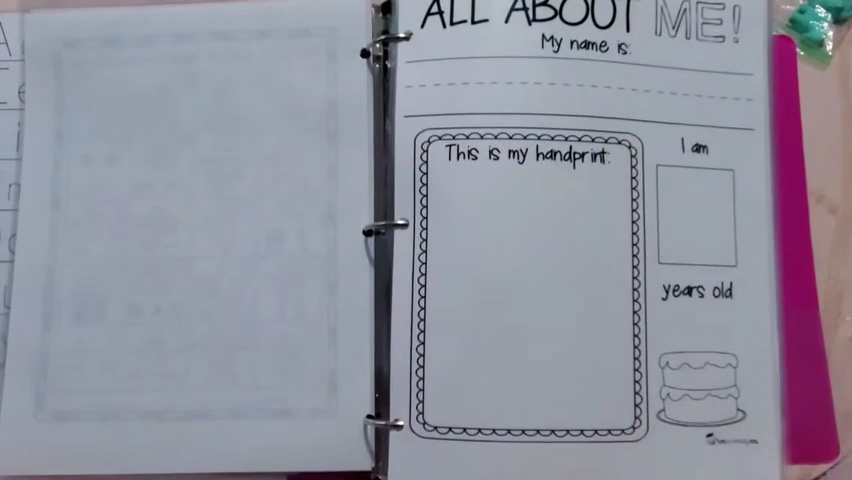 ALL ABOUT ME!
My name is:
This is my handprint:
I am
years old